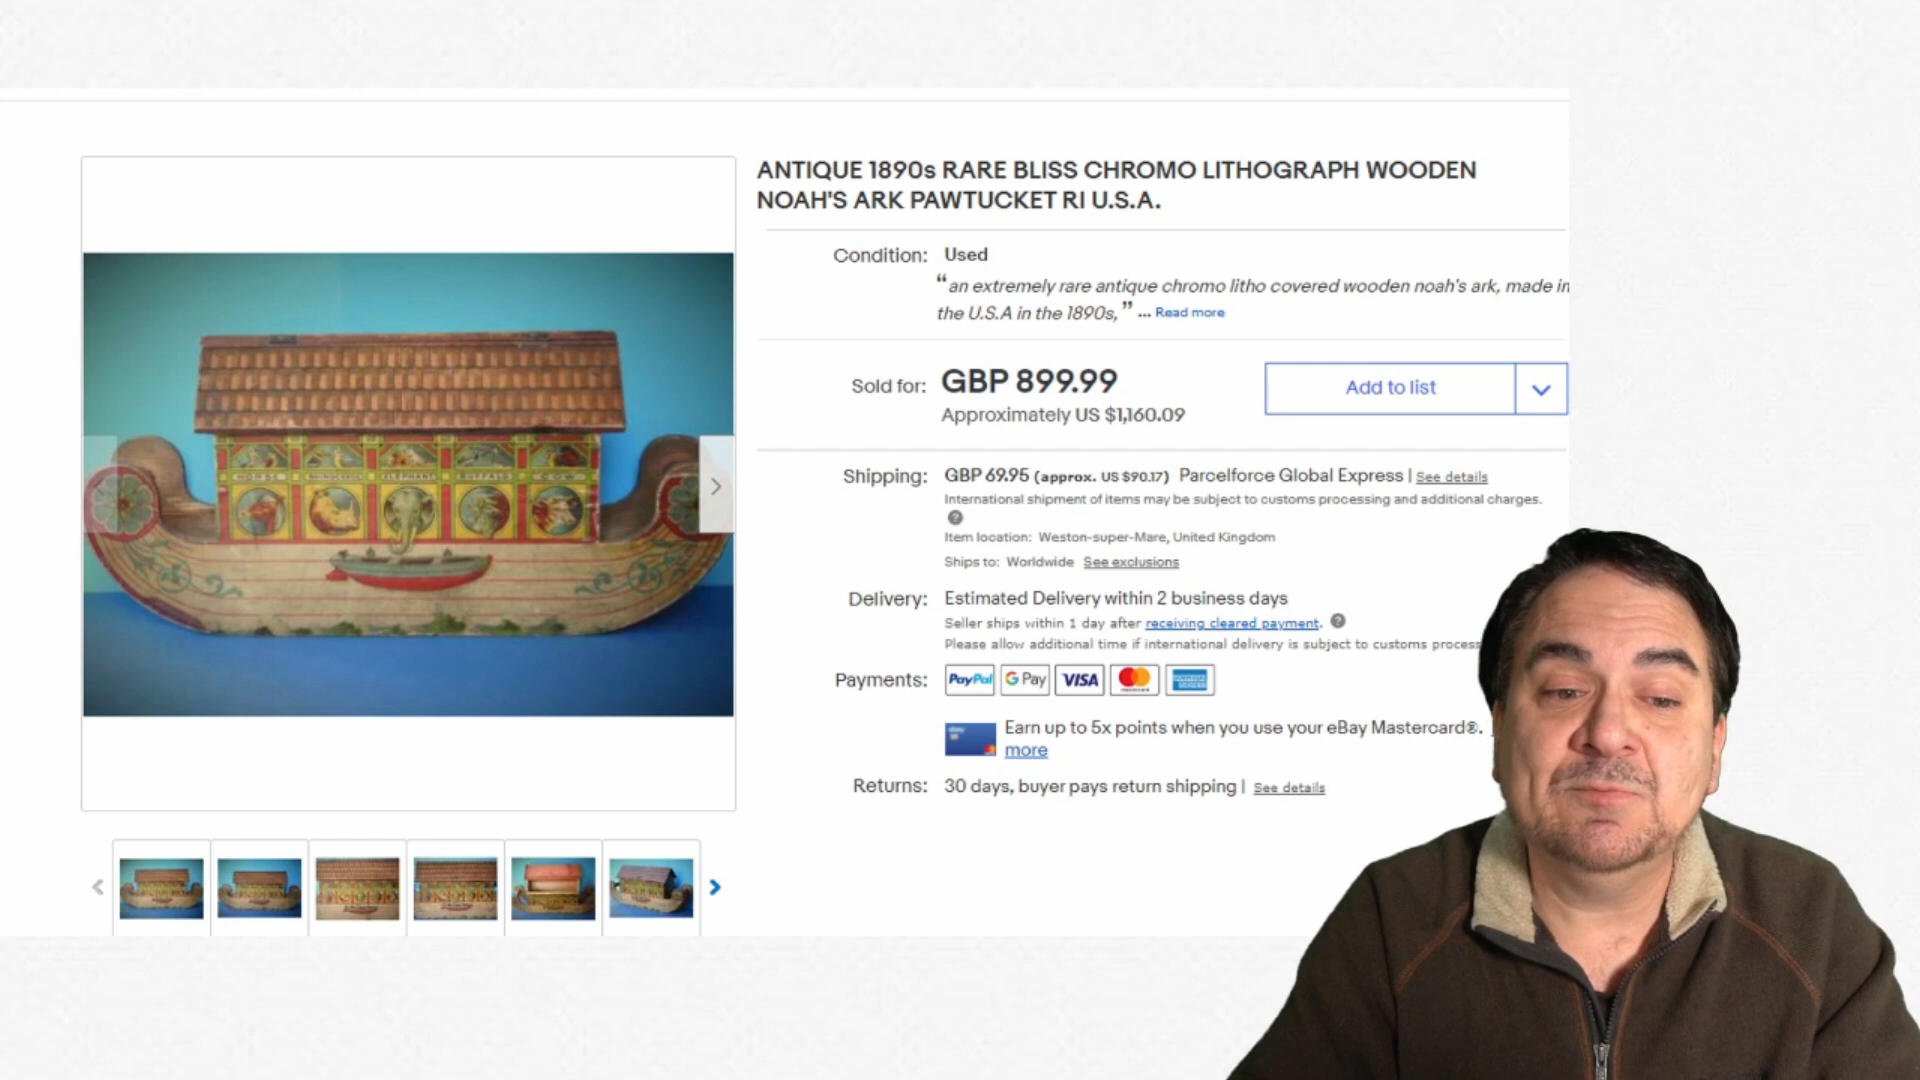 ANTIQUE 1890s RARE BLISS CHROMO LITHOGRAPH WOODEN
NOAH'S ARK PAWTUCKET RI U.S.A.
Condition: Used
“an extremely rare antique chromo litho covered wooden noah's ark, made in
the U.S.A in the 1890s,” ... Read more
Sold for: GBP 899.99
Approximately US $1,160.09
Add to list
Shipping: GBP 69.95 (approx. US $90.17) Parcelforce Global Express | See details
International shipment of items may be subject to customs processing and additional charges.
Item location: Weston-super-Mare, United Kingdom
Ships to: Worldwide See exclusions
Delivery: Estimated Delivery within 2 business days
Seller ships within 1 day after receiving cleared payment.
Please allow additional time if international delivery is subject to customs process
Payments: PayPal G Pay VISA
Earn up to 5x points when you use your eBay Mastercard®.
more
Returns: 30 days, buyer pays return shipping | See details
HORSE RHINOCEROS ELEPHANT BUFFALO COW